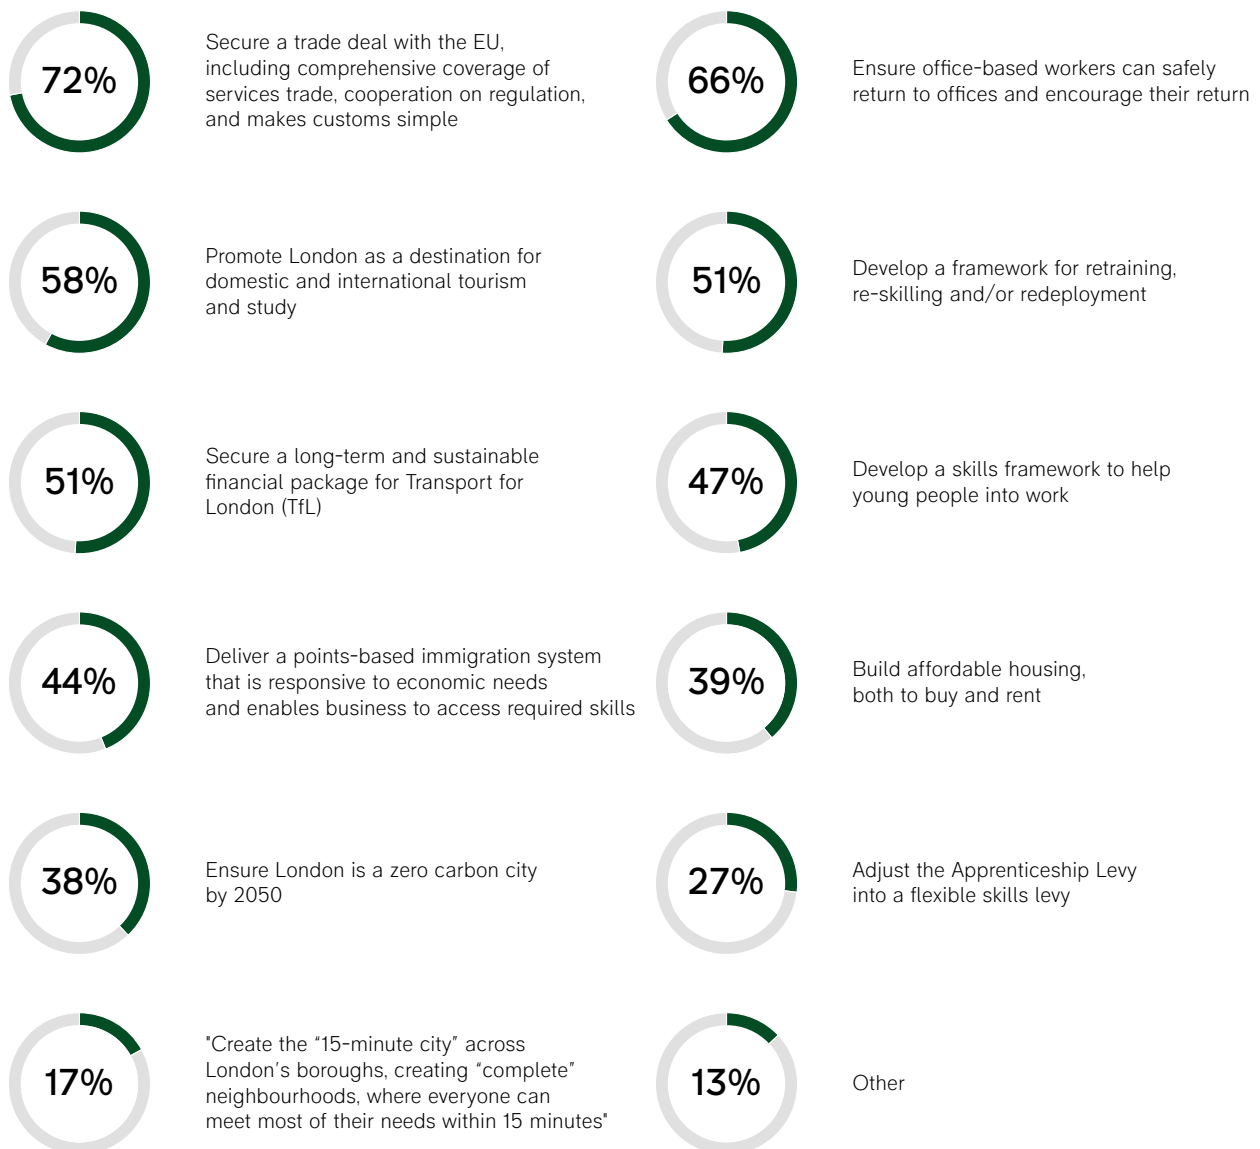 72%
Secure a trade deal with the EU,
including comprehensive coverage of
services trade, cooperation on regulation,
and makes customs simple
66%
Ensure office-based workers can safely
return to offices and encourage their return
58%
Promote London as a destination for
domestic and international tourism
and study
51%
Develop a framework for retraining,
re-skilling and/or redeployment
51%
Secure a long-term and sustainable
financial package for Transport for
London (TfL)
47%
Develop a skills framework to help
young people into work
44%
Deliver a points-based immigration system
that is responsive to economic needs
and enables business to access required skills
39%
Build affordable housing,
both to buy and rent
38%
Ensure London is a zero carbon city
by 2050
27%
Adjust the Apprenticeship Levy
into a flexible skills levy
17%
"Create the “15-minute city” across
London's boroughs, creating “complete”
neighbourhoods, where everyone can
meet most of their needs within 15 minutes"
13%
Other